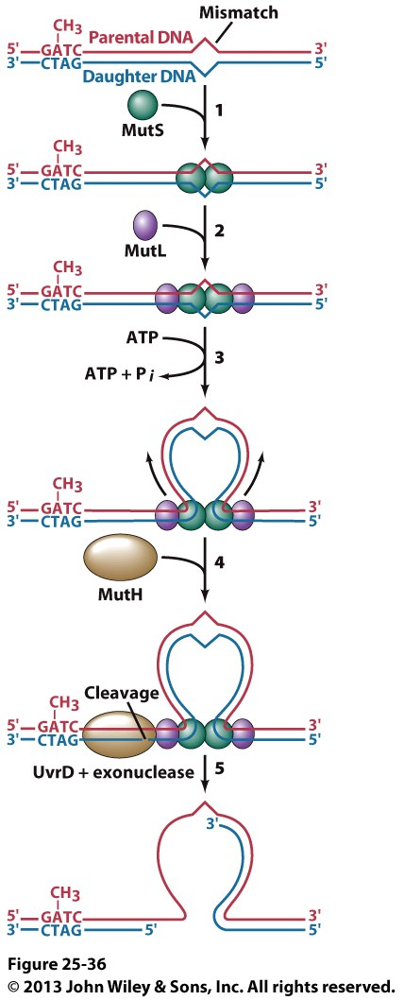 Mismatch
CH3
5' GATC Parental DNA 3'
3' CTAG 5'
Daughter DNA
1
MutS
CH3
5' GATC 3'
3' CTAG 5'
2
MutL
CH3
5' GATC 3'
3' CTAG 5'
ATP
3
ATP + Pi
CH3
5' GATC 3'
3' CTAG 5'
4
MutH
Cleavage
CH3
5' GATC 3'
3' CTAG 5'
UvrD + exonuclease 5
3'
CH3
5' GATC 3'
3' CTAG 5' 5'
Figure 25-36
© 2013 John Wiley & Sons, Inc. All rights reserved.